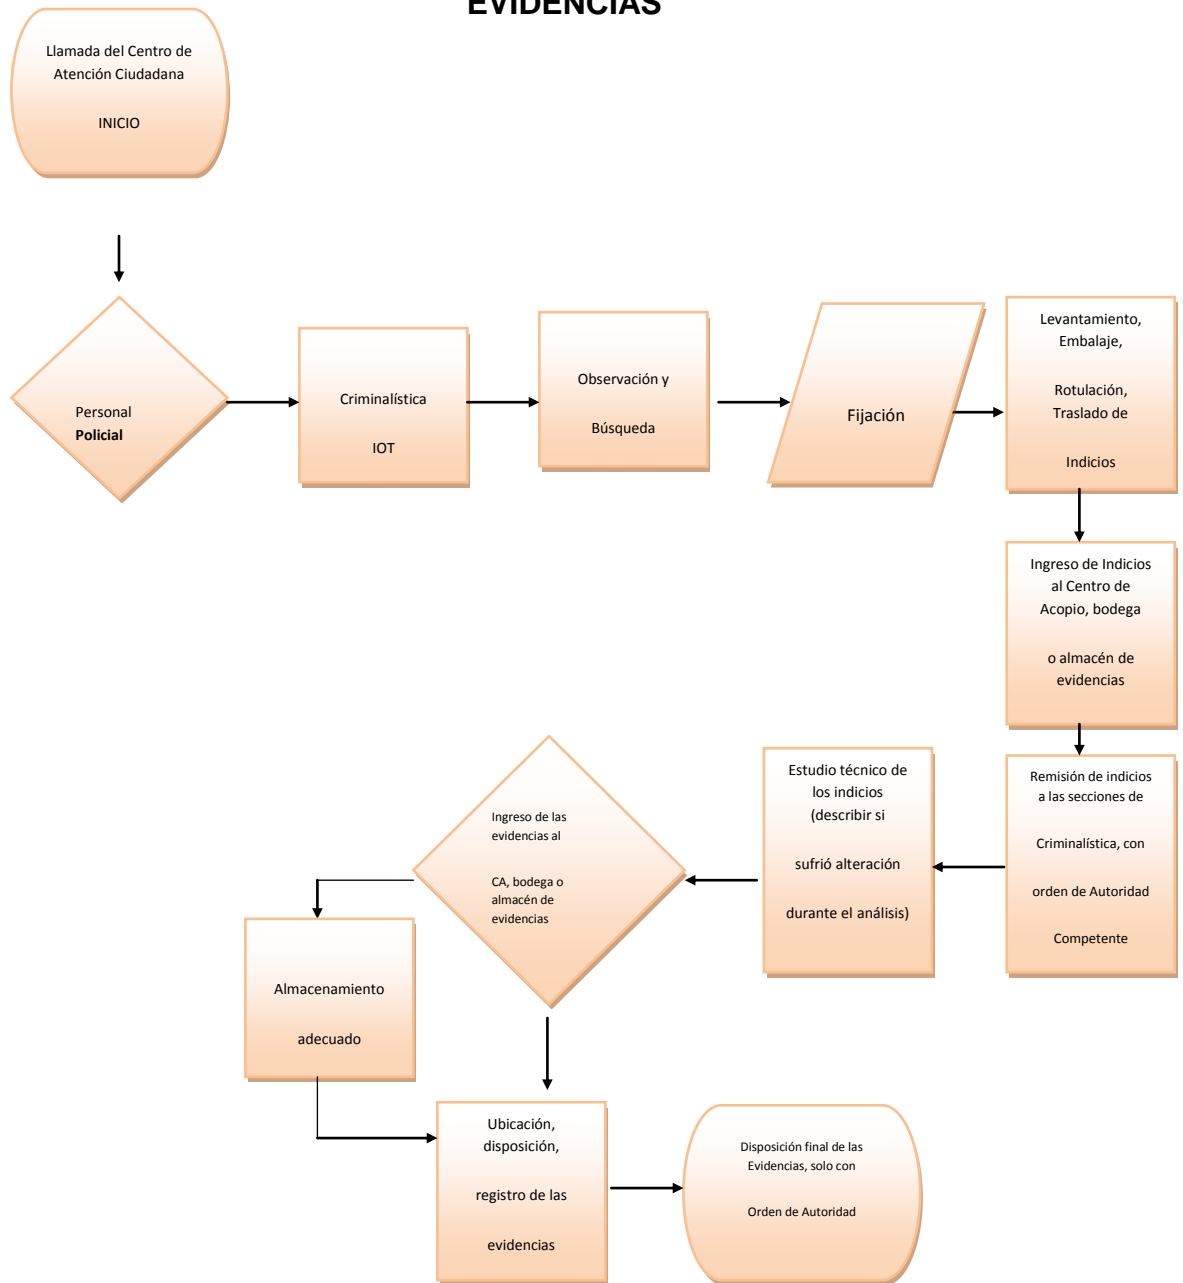 EVIDENCIAS
Llamada del Centro de
Atención Ciudadana
INICIO
Personal
Policial
Criminalística
IOT
Observación y
Búsqueda
Fijación
Levantamiento,
Embalaje,
Rotulación,
Traslado de
Indicios
Ingreso de Indicios
al Centro de
Acopio, bodega
o almacén de
evidencias
Remisión de indicios
a las secciones de
Criminalística, con
orden de Autoridad
Competente
Estudio técnico de
los indicios
(describir si
sufrió alteración
durante el análisis)
Ingreso de las
evidencias al
CA, bodega o
almacén de
evidencias
Almacenamiento
adecuado
Ubicación,
disposición,
registro de las
evidencias
Disposición final de las
Evidencias, solo con
Orden de Autoridad